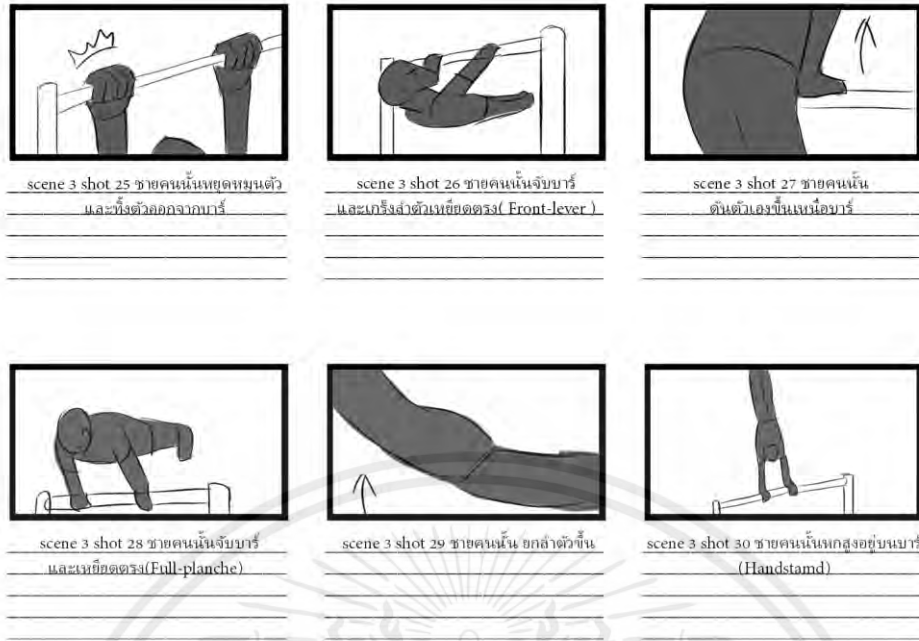 scene 3 shot 25 ชายคนนั้นหยุดหมุนตัว
และทิ้งตัวออกจากบาร์
scene 3 shot 26 ชายคนนั้นจับบาร์
และเกร็งลำตัวเหยียดตรง( Front-lever )
scene 3 shot 27 ชายคนนั้น
ดันตัวเองขึ้นเหนือบาร์
scene 3 shot 28 ชายคนนั้นจับบาร์
และเหยียดตรง(Full-planche)
scene 3 shot 29 ชายคนนั้น ยกลำตัวขึ้น
scene 3 shot 30 ชายคนนั้นหกสูงอยู่บนบาร์
(Handstamd)